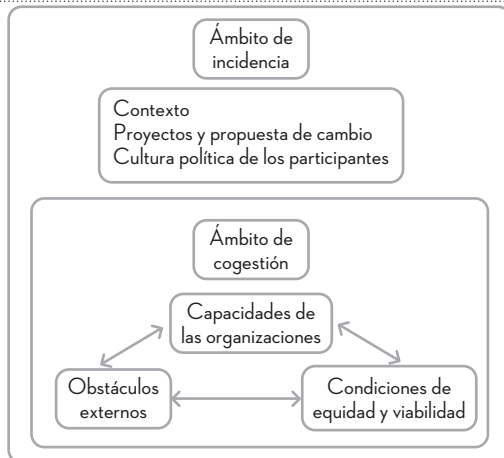 Ámbito de
incidencia
Contexto
Proyectos y propuesta de cambio
Cultura política de los participantes
Ámbito de
cogestión
Capacidades de
las organizaciones
Obstáculos
externos
Condiciones de
equidad y viabilidad